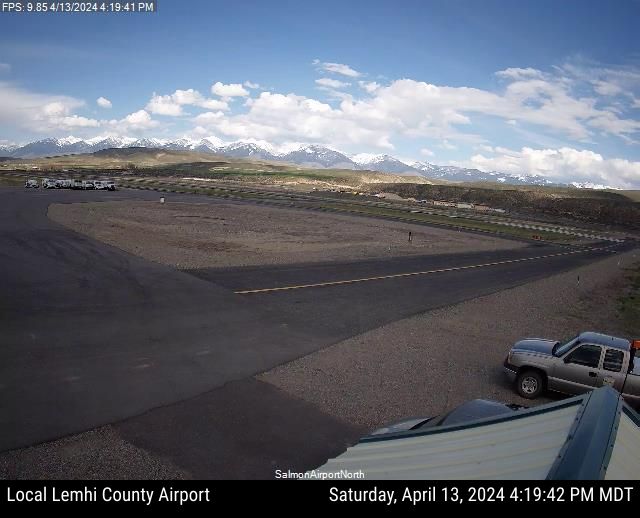 FPS: 9.85 4/13/2024 4:19:41 PM
SalmonAirportNorth
Local Lemhi County Airport
Saturday, April 13, 2024 4:19:42 PM MDT